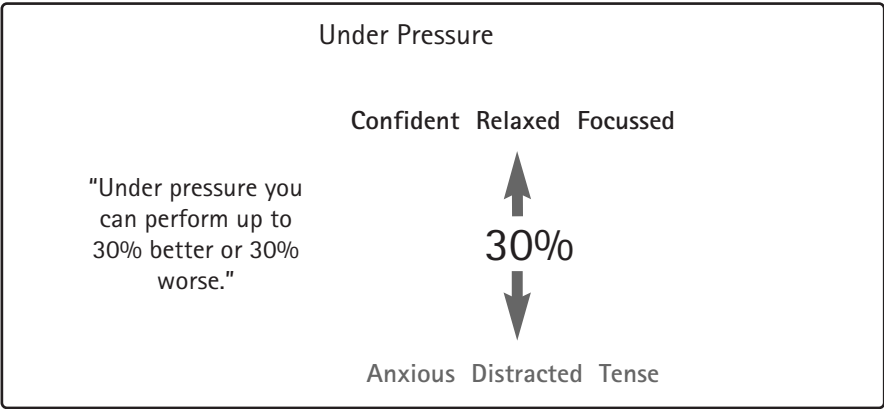 Under Pressure
Confident Relaxed Focussed
"Under pressure you
can perform up to
30% better or 30%
worse."
30%
Anxious Distracted Tense